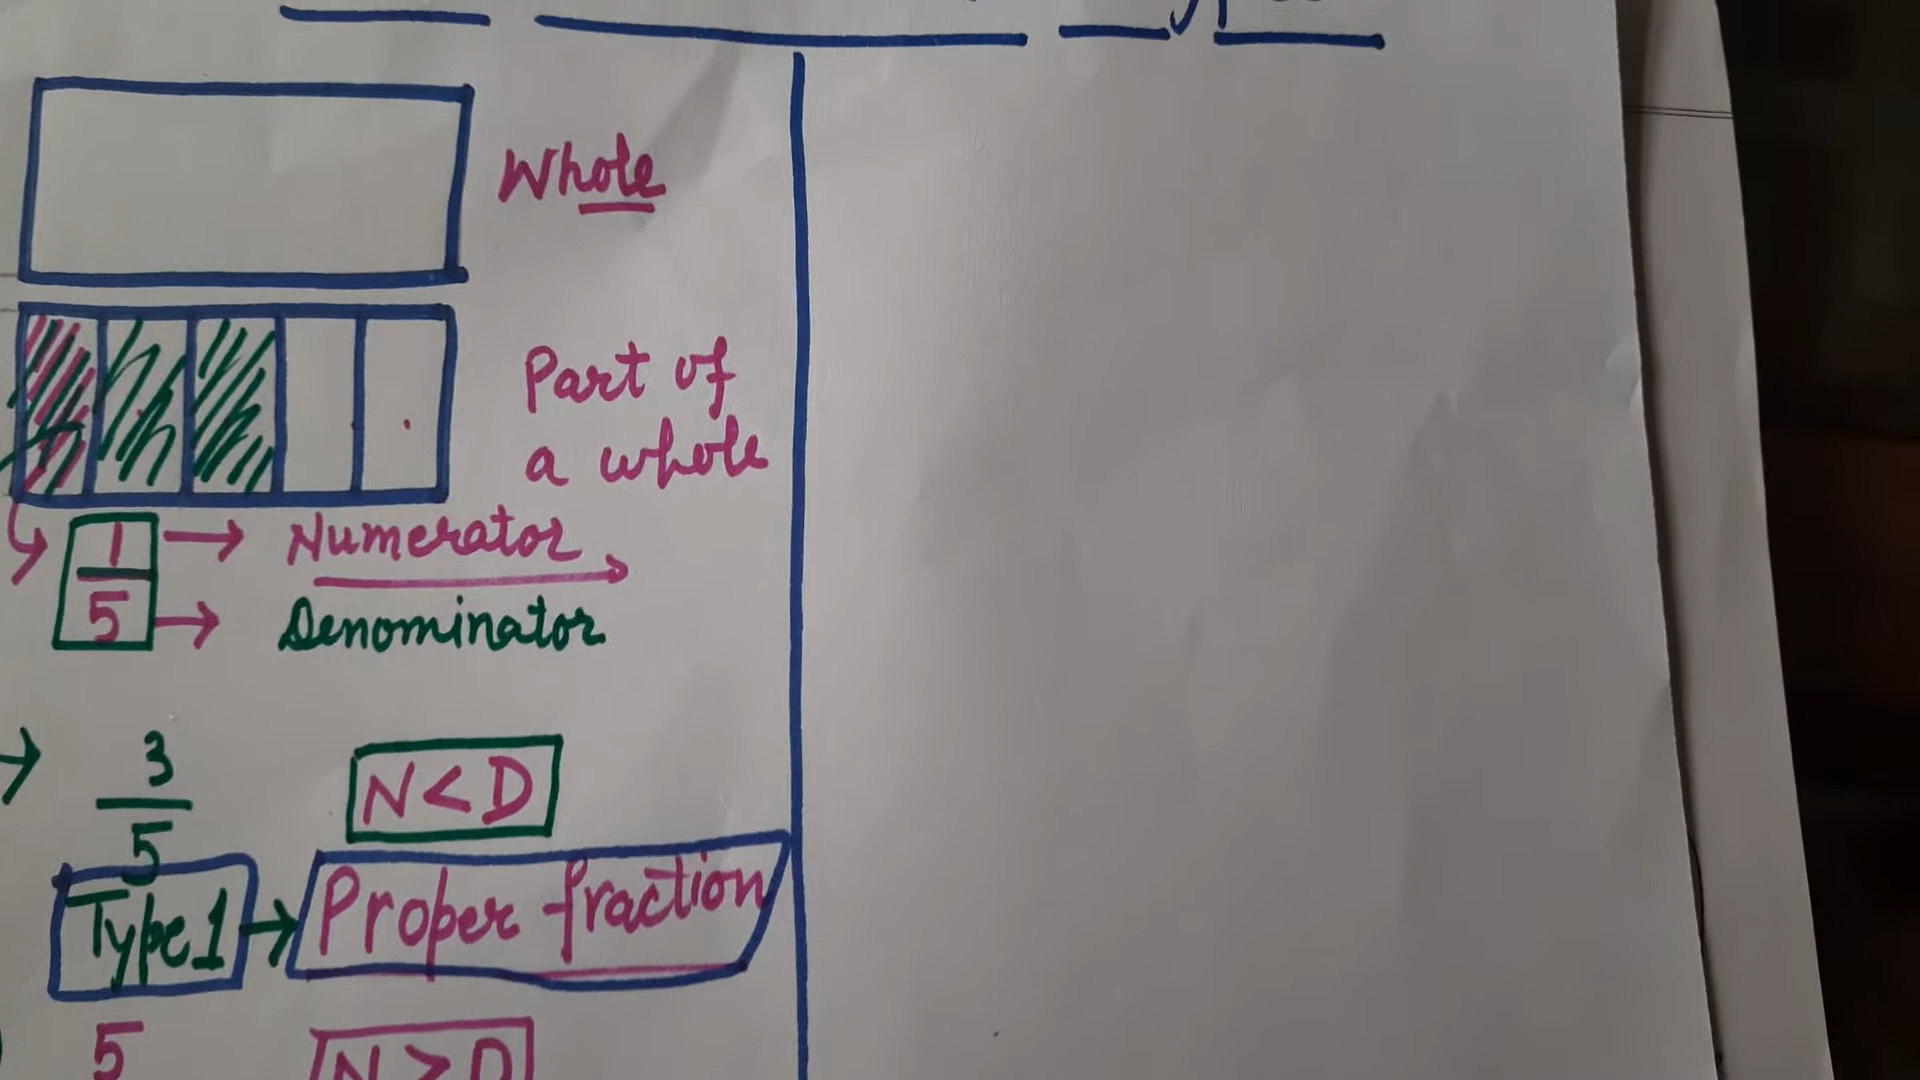 Whole
Part of
a whole
1 → Numerator
5 → Denominator
→ 3
5
N<D
Type 1 → Proper fraction
5
N>D